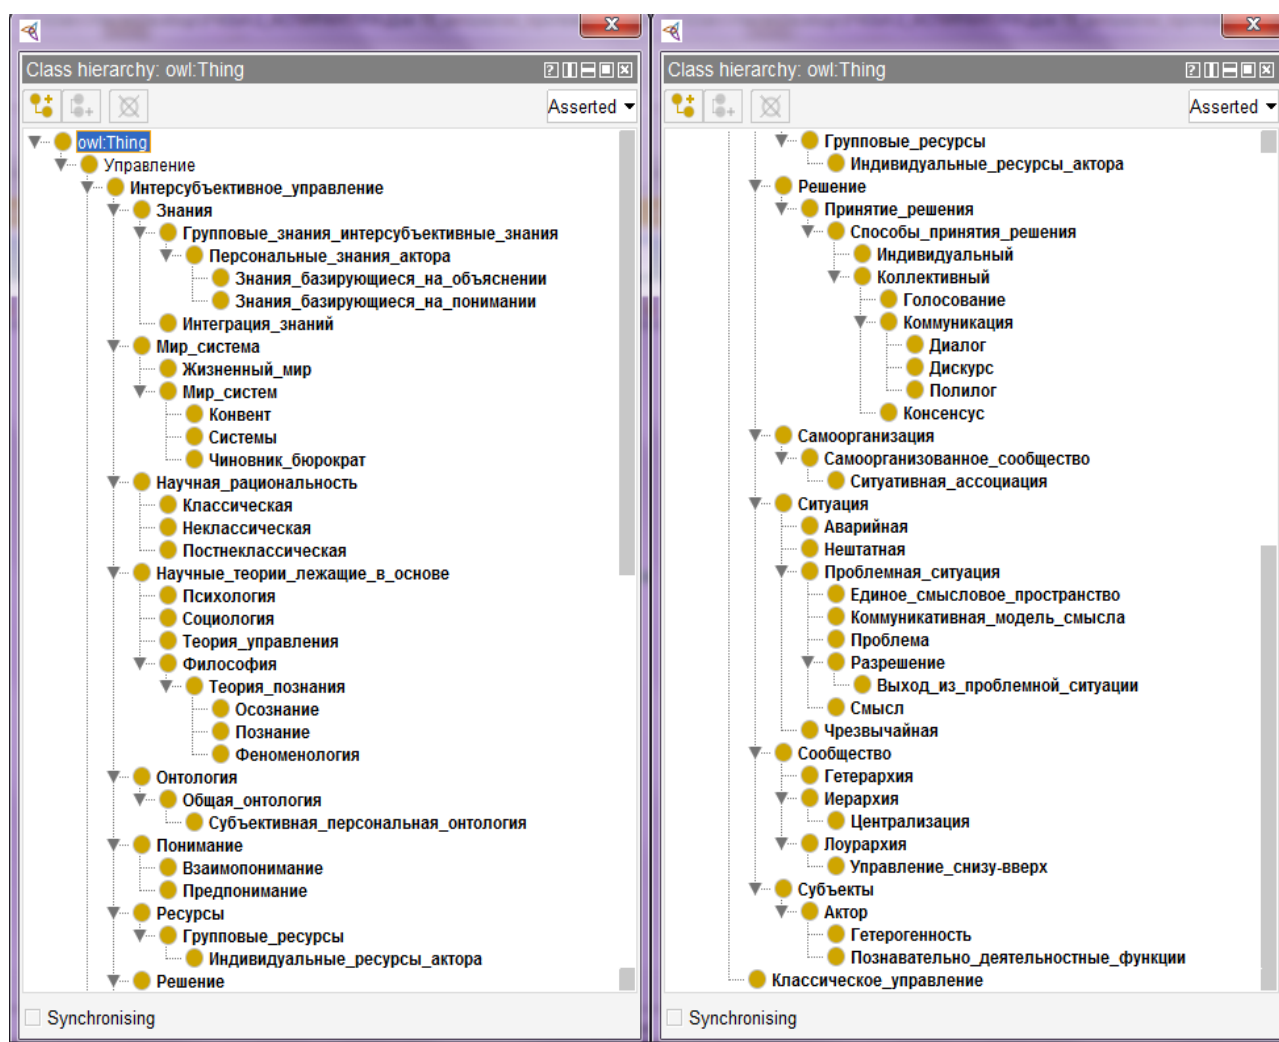 Class hierarchy: owl:Thing
Asserted
owl:Thing
Управление
Интерсубъективное_управление
Знания
Групповые_знания_интерсубъективные_знания
Персональные_знания_актора
Знания_базирующиеся_на_объяснении
Знания_базирующиеся_на_понимании
Интеграция_знаний
Мир_система
Жизненный_мир
Мир_систем
Конвент
Системы
Чиновник_бюрократ
Научная_рациональность
Классическая
Неклассическая
Постнеклассическая
Научные_теории_лежащие_в_основе
Психология
Социология
Теория_управления
Философия
Теория_познания
Осознание
Познание
Феноменология
Онтология
Общая_онтология
Субъективная_персональная_онтология
Понимание
Взаимопонимание
Предпонимание
Ресурсы
Групповые_ресурсы
Индивидуальные_ресурсы_актора
Решение
Synchronising
Class hierarchy: owl:Thing
Asserted
Групповые_ресурсы
Индивидуальные_ресурсы_актора
Решение
Принятие_решения
Способы_принятия_решения
Индивидуальный
Коллективный
Голосование
Коммуникация
Диалог
Дискурс
Полилог
Консенсус
Самоорганизация
Самоорганизованное_сообщество
Ситуативная_ассоциация
Ситуация
Аварийная
Нештатная
Проблемная_ситуация
Единое_смысловое_пространство
Коммуникативная_модель_смысла
Проблема
Разрешение
Выход_из_проблемной_ситуации
Смысл
Чрезвычайная
Сообщество
Гетерархия
Иерархия
Централизация
Лоурархия
Управление_снизу-вверх
Субъекты
Актор
Гетерогенность
Познавательно_деятельностные_функции
Классическое_управление
Synchronising